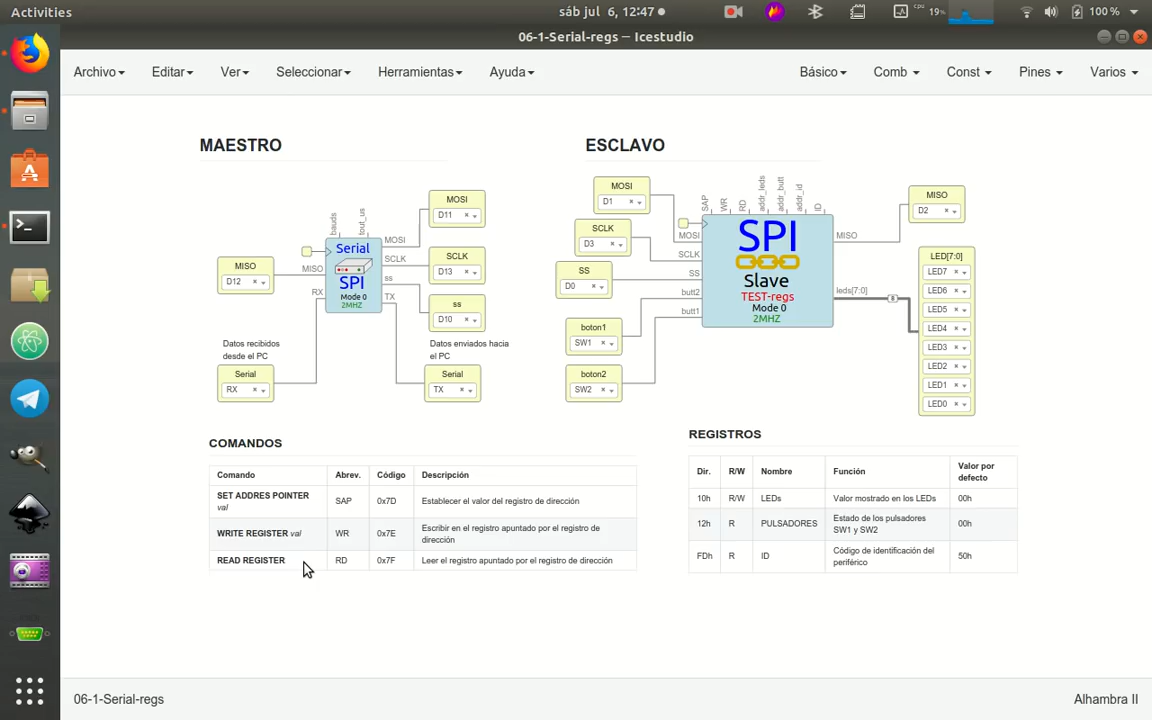 Activities
sáb jul 6, 12:47
cpu
19%
100 %
06-1-Serial-regs – Icestudio
Archivo
Editar
Ver
Seleccionar
Herramientas
Ayuda
Básico
Comb
Const
Pines
Varios
MAESTRO
bauds
tout_us
Serial
SPI
Mode 0
2MHZ
MISO
RX
MOSI
SCLK
ss
TX
MISO
D12
MOSI
D11
SCLK
D13
ss
D10
Datos recibidos
desde el PC
Serial
RX
Datos enviados hacia
el PC
Serial
TX
ESCLAVO
MOSI
D1
SCLK
D3
SS
D0
boton1
SW1
boton2
SW2
SAP
WR
RD
addr_leds
addr_butt
addr_id
ID
MOSI
SCLK
SS
butt2
butt1
SPI
Slave
TEST-regs
Mode 0
2MHZ
MISO
leds[7:0]
8
MISO
D2
LED[7:0]
LED7
LED6
LED5
LED4
LED3
LED2
LED1
LED0
COMANDOS
Comando Abrev. Código Descripción
SET ADDRES POINTER
val
SAP 0x7D Establecer el valor del registro de dirección
WRITE REGISTER val WR 0x7E Escribir en el registro apuntado por el registro de
dirección
READ REGISTER RD 0x7F Leer el registro apuntado por el registro de dirección
REGISTROS
Dir. R/W Nombre Función Valor por
defecto
10h R/W LEDs Valor mostrado en los LEDs 00h
12h R PULSADORES Estado de los pulsadores
SW1 y SW2
00h
FDh R ID Código de identificación del
periférico
50h
06-1-Serial-regs
Alhambra II